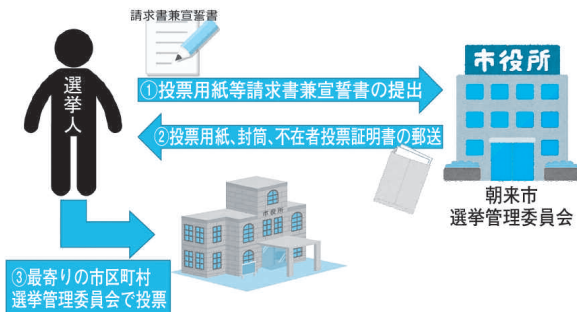 請求書兼宣誓書
選挙人
①投票用紙等請求書兼宣誓書の提出
②投票用紙、封筒、不在者投票証明書の郵送
市役所
朝来市
選挙管理委員会
市役所
③最寄りの市区町村
選挙管理委員会で投票